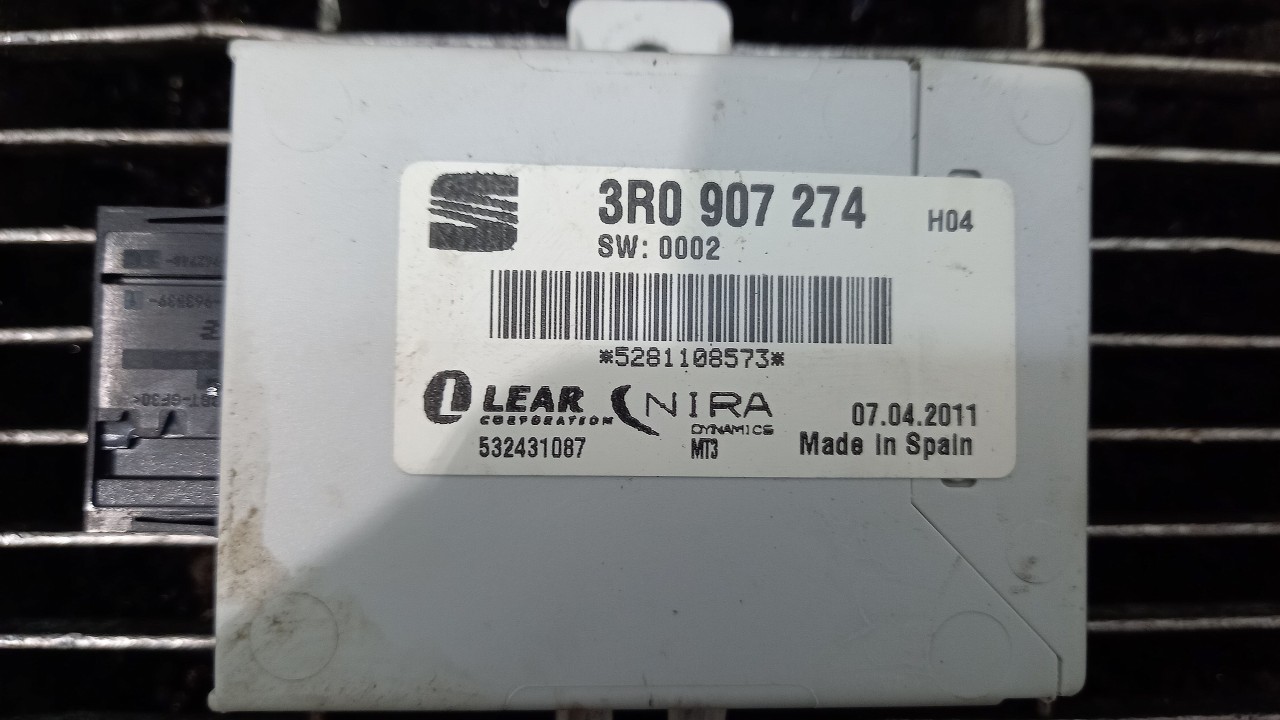 3R0 907 274
H04
SW: 0002
*5281108573*
LEAR
CORPORATION
NIRA
DYNAMICS
07.04.2011
532431087
MT3
Made in Spain